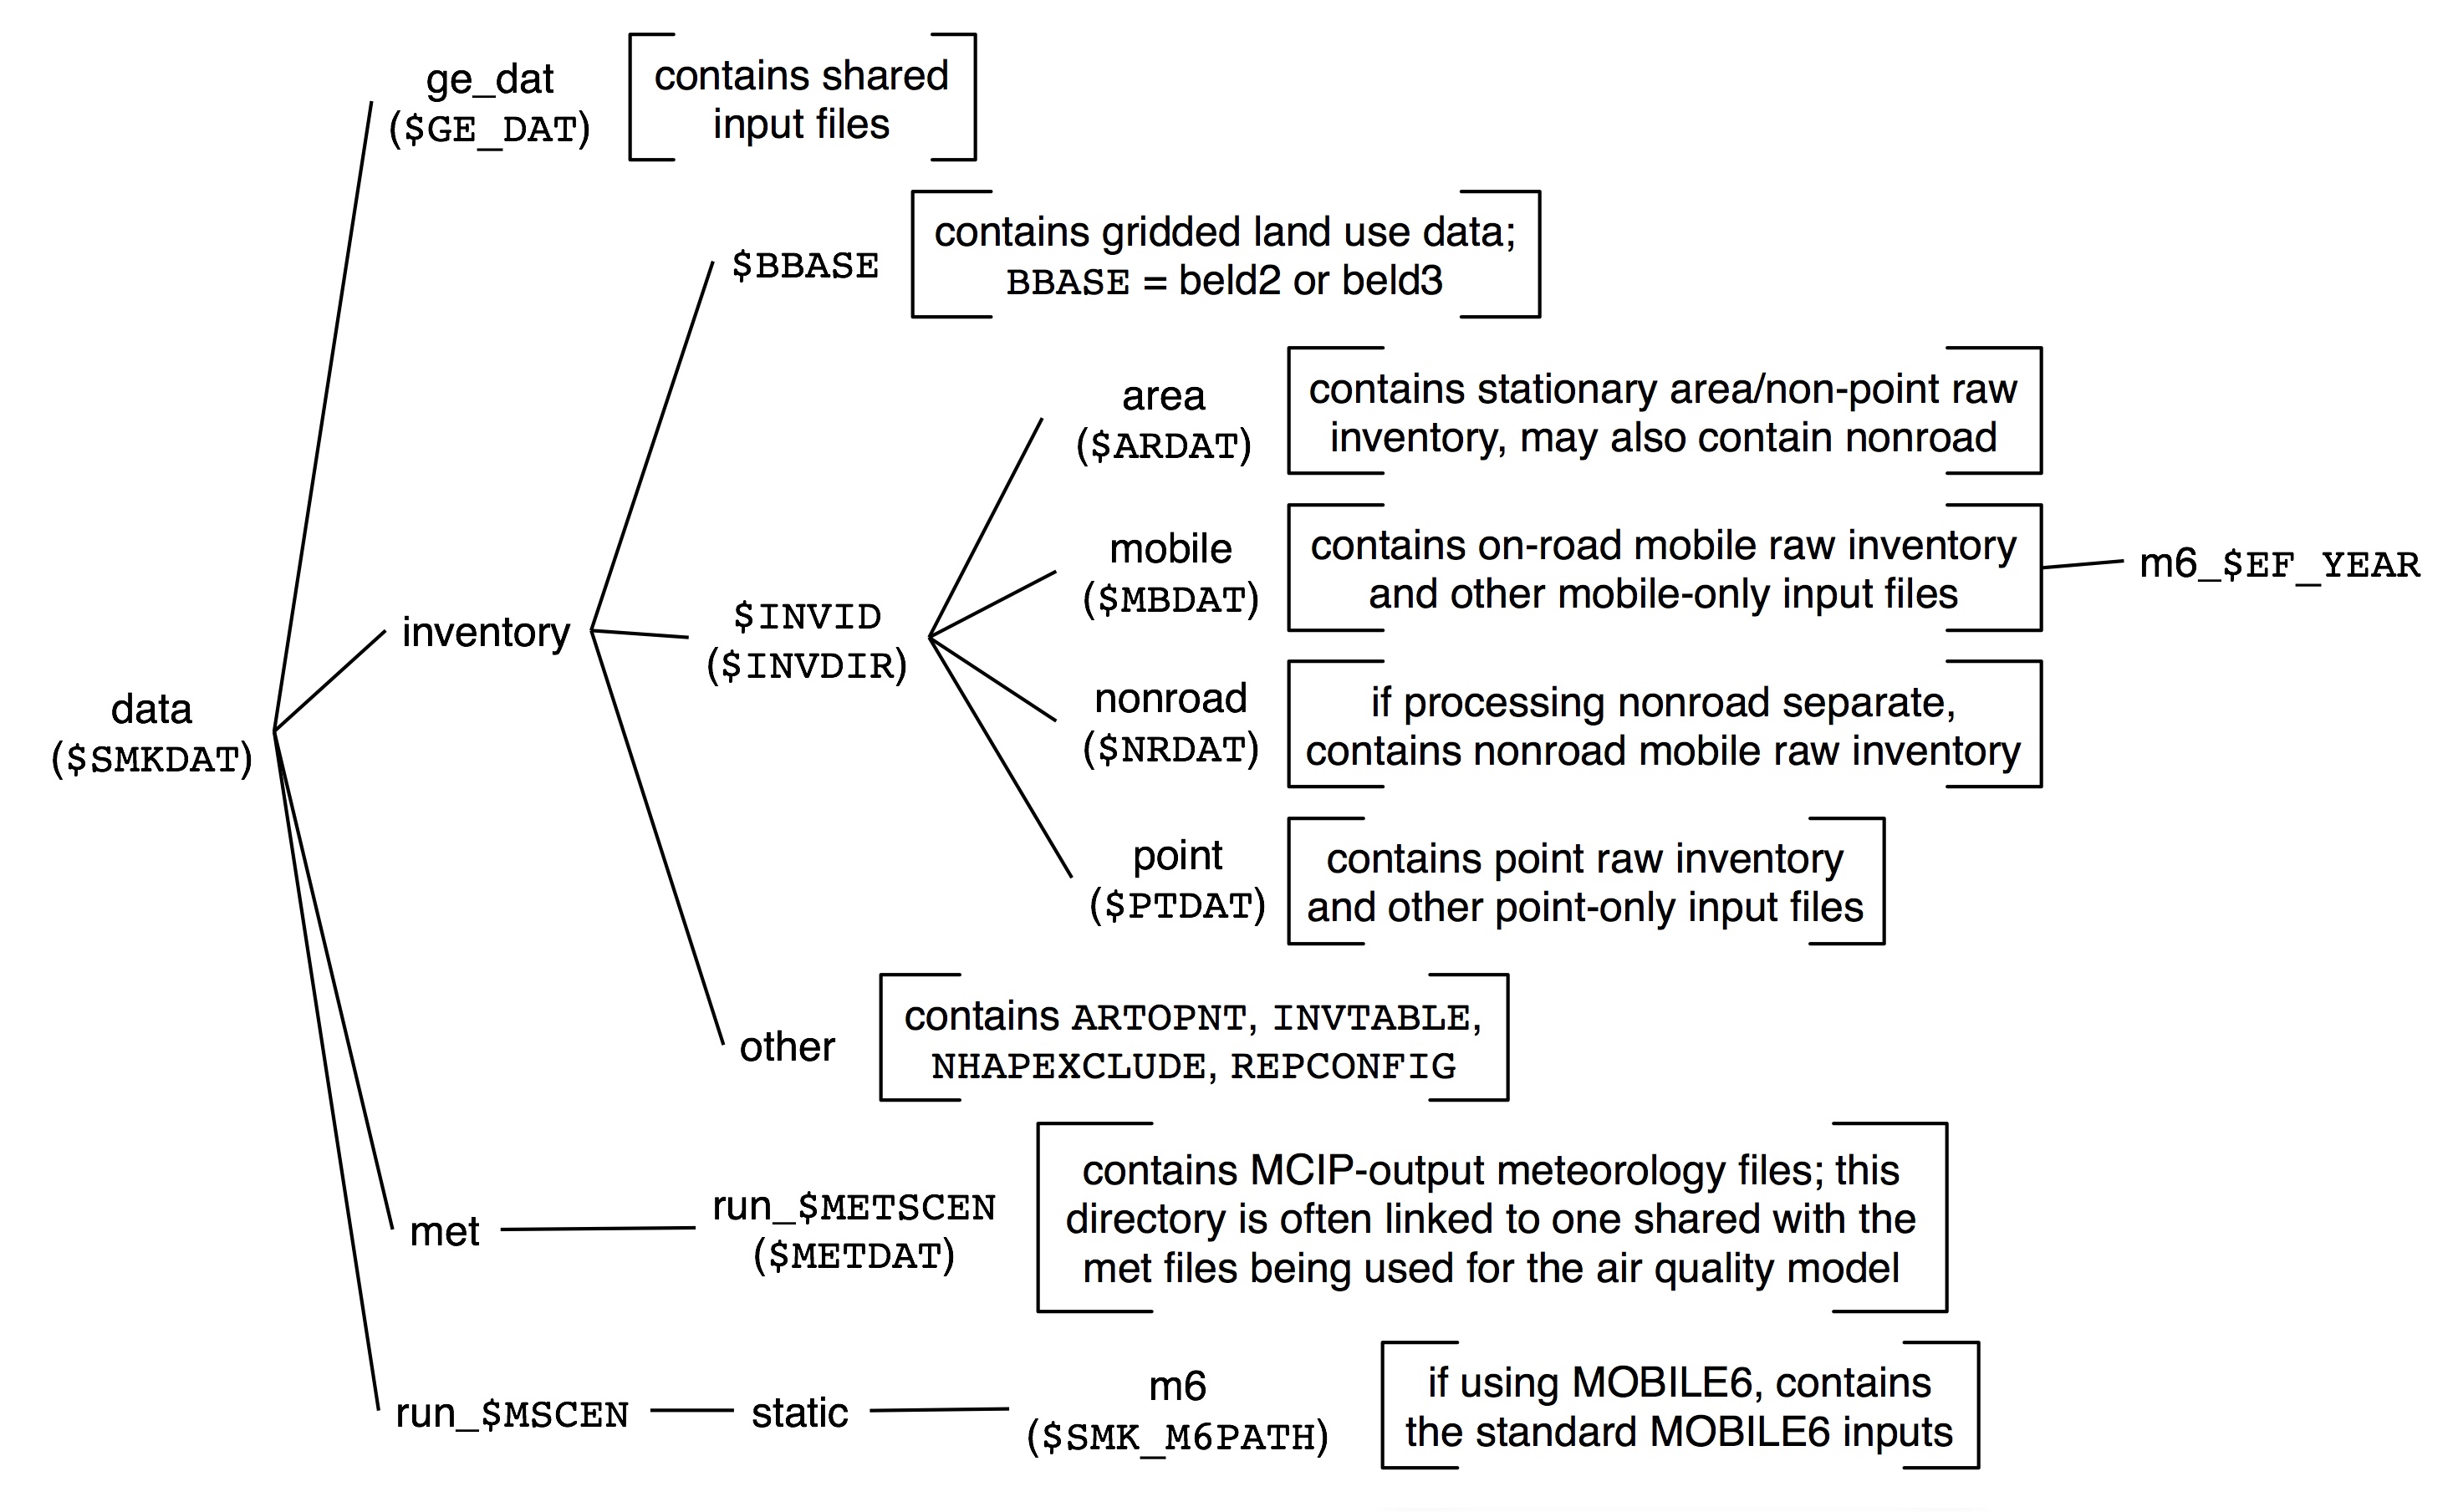 ge_dat
($GE_DAT)
contains shared
input files
$BBASE
contains gridded land use data;
BBASE = beld2 or beld3
area
($ARDAT)
contains stationary area/non-point raw
inventory, may also contain nonroad
mobile
($MBDAT)
contains on-road mobile raw inventory
and other mobile-only input files
m6_$EF_YEAR
inventory
$INVID
($INVDIR)
data
($SMKDAT)
nonroad
($NRDAT)
if processing nonroad separate,
contains nonroad mobile raw inventory
point
($PTDAT)
contains point raw inventory
and other point-only input files
other
contains ARTOPNT, INVTABLE,
NHAPEXCLUDE, REPCONFIG
met
run_$METSCEN
($METDAT)
contains MCIP-output meteorology files; this
directory is often linked to one shared with the
met files being used for the air quality model
run_$MSCEN
static
m6
($SMK_M6PATH)
if using MOBILE6, contains
the standard MOBILE6 inputs